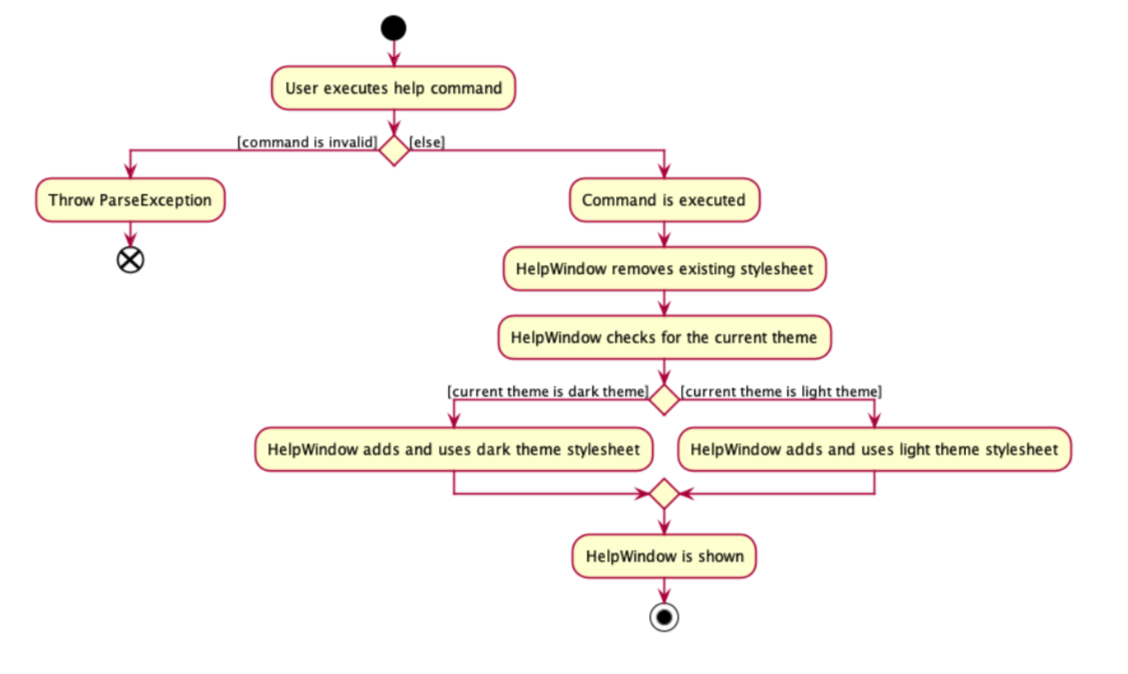 User executes help command
[command is invalid]
[else]
Throw ParseException
Command is executed
HelpWindow removes existing stylesheet
HelpWindow checks for the current theme
[current theme is dark theme]
[current theme is light theme]
HelpWindow adds and uses dark theme stylesheet
HelpWindow adds and uses light theme stylesheet
HelpWindow is shown